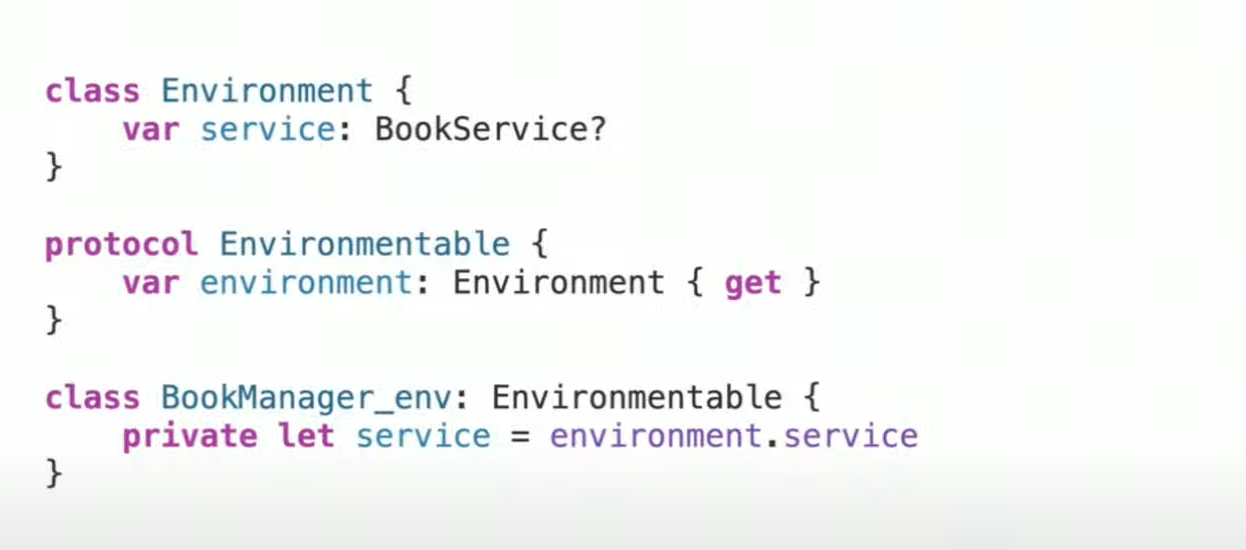 class Environment {
    var service: BookService?
}
protocol Environmentable {
    var environment: Environment { get }
}
class BookManager_env: Environmentable {
    private let service = environment.service
}